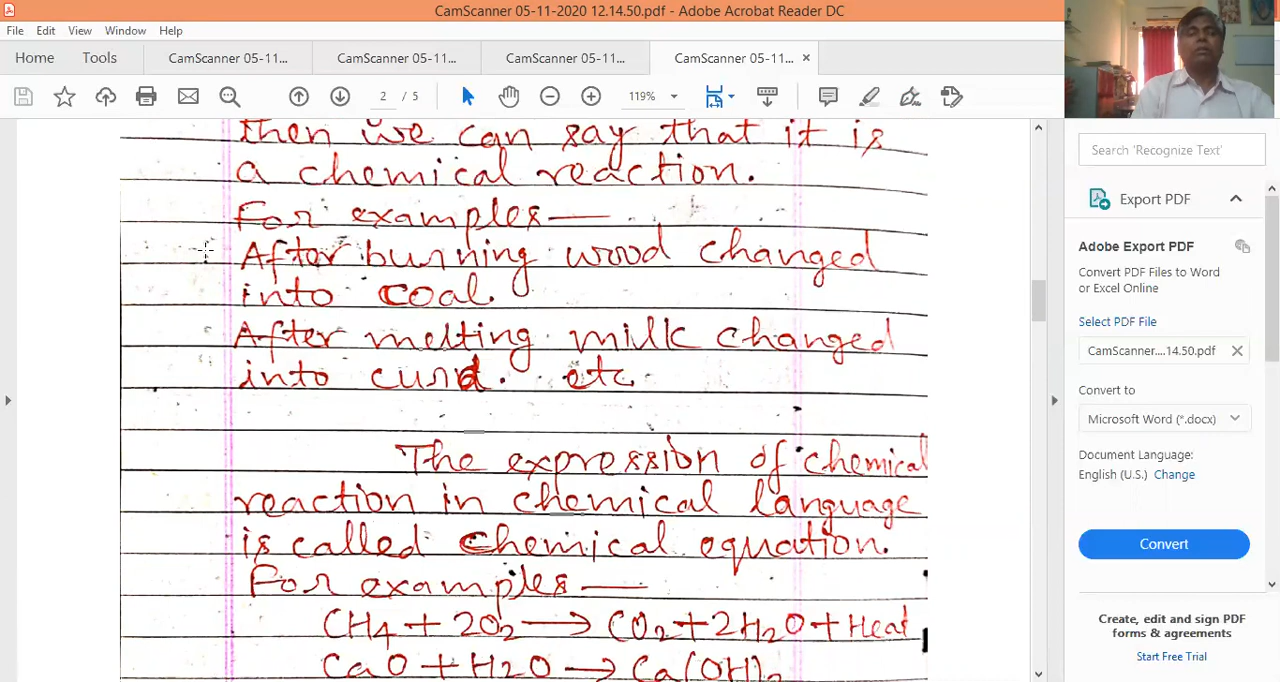 CamScanner 05-11-2020 12.14.50.pdf - Adobe Acrobat Reader DC
File Edit View Window Help
Home Tools CamScanner 05-11... CamScanner 05-11... CamScanner 05-11... CamScanner 05-11... ×
2 / 5 119%
then we can say that it is
a chemical reaction.
For examples —
After burning wood changed
into coal.
After melting milk changed
into curd. etc
The expression of chemical
reaction in chemical language
is called chemical equation.
For examples —
CH4 + 2O2 → CO2 + 2H2O + Heat
CaO + H2O → Ca(OH)2
Search 'Recognize Text'
Export PDF
Adobe Export PDF
Convert PDF Files to Word
or Excel Online
Select PDF File
CamScanner....14.50.pdf
Convert to
Microsoft Word (*.docx)
Document Language:
English (U.S.) Change
Convert
Create, edit and sign PDF
forms & agreements
Start Free Trial